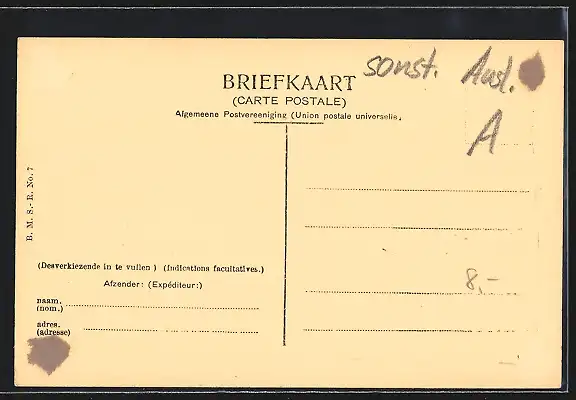 sonst. Ausl.
A
BRIEFKAART
(CARTE POSTALE)
Algemeene Postvereeniging (Union postale universelle,
B. M. S.-R. No. 7
8,-
(Desverkiezende in te vullen) (Indications facultatives.)
Afzender: (Expéditeur:)
naam.
(nom.)
adres.
(adresse)